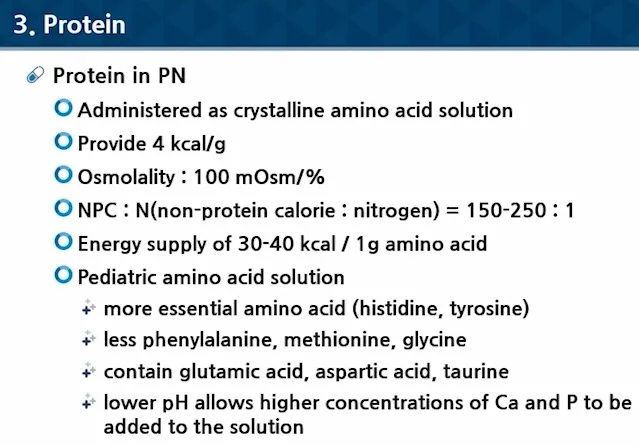 3. Protein
Protein in PN
Administered as crystalline amino acid solution
Provide 4 kcal/g
Osmolality : 100 mOsm/%
NPC : N(non-protein calorie : nitrogen) = 150-250 : 1
Energy supply of 30-40 kcal / 1g amino acid
Pediatric amino acid solution
more essential amino acid (histidine, tyrosine)
less phenylalanine, methionine, glycine
contain glutamic acid, aspartic acid, taurine
lower pH allows higher concentrations of Ca and P to be
added to the solution